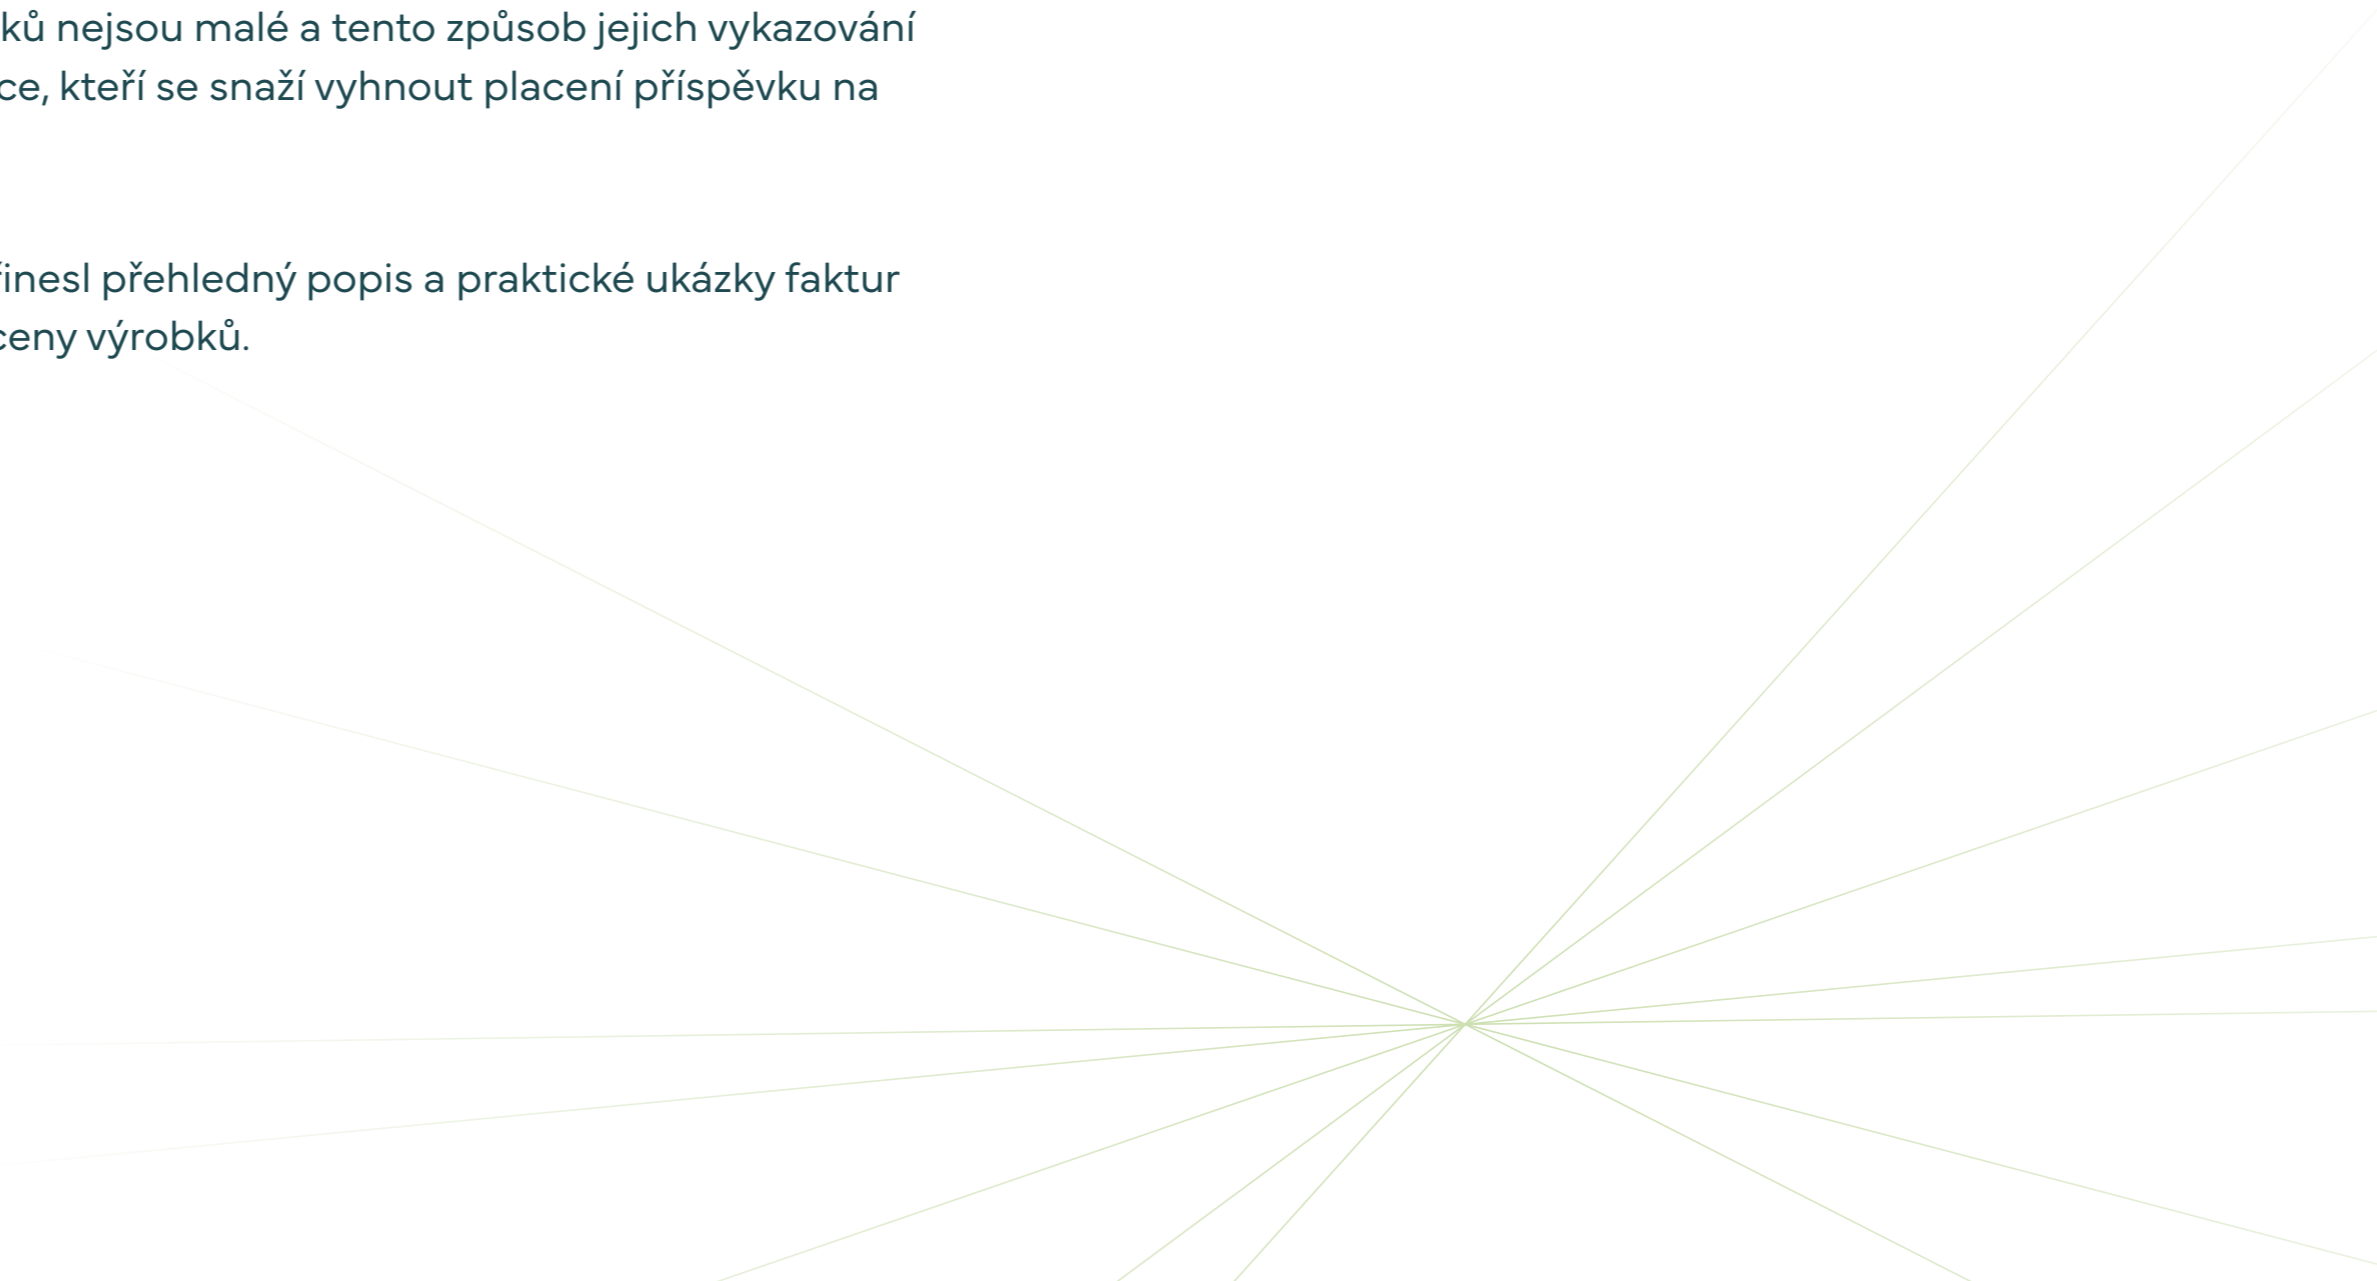 ků nejsou malé a tento způsob jejich vykazování
ce, kteří se snaží vyhnout placení příspěvku na
finesl přehledný popis a praktické ukázky faktur
ceny výrobků.